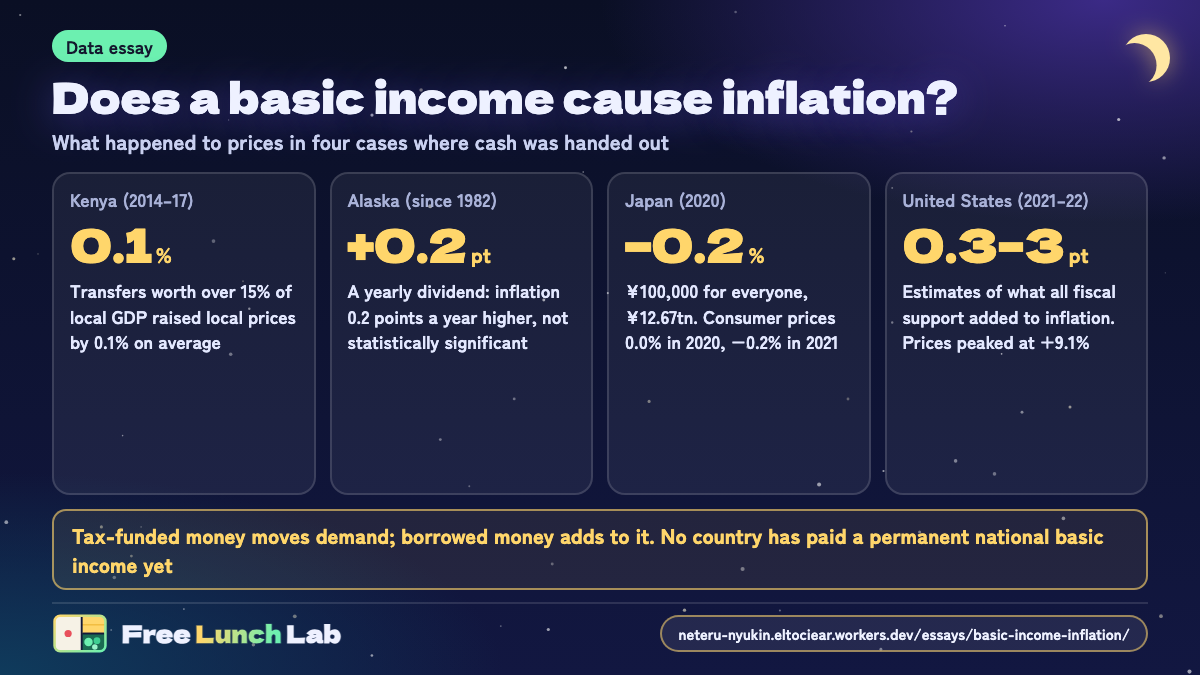 Data essay
Does a basic income cause inflation?
What happened to prices in four cases where cash was handed out
Kenya (2014–17)
0.1%
Transfers worth over 15% of
local GDP raised local prices
by 0.1% on average
Alaska (since 1982)
+0.2pt
A yearly dividend: inflation
0.2 points a year higher, not
statistically significant
Japan (2020)
−0.2%
¥100,000 for everyone,
¥12.67tn. Consumer prices
0.0% in 2020, −0.2% in 2021
United States (2021–22)
0.3–3pt
Estimates of what all fiscal
support added to inflation.
Prices peaked at +9.1%
Tax-funded money moves demand; borrowed money adds to it. No country has paid a permanent national basic
income yet
Free Lunch Lab
neteru-nyukin.eltociear.workers.dev/essays/basic-income-inflation/